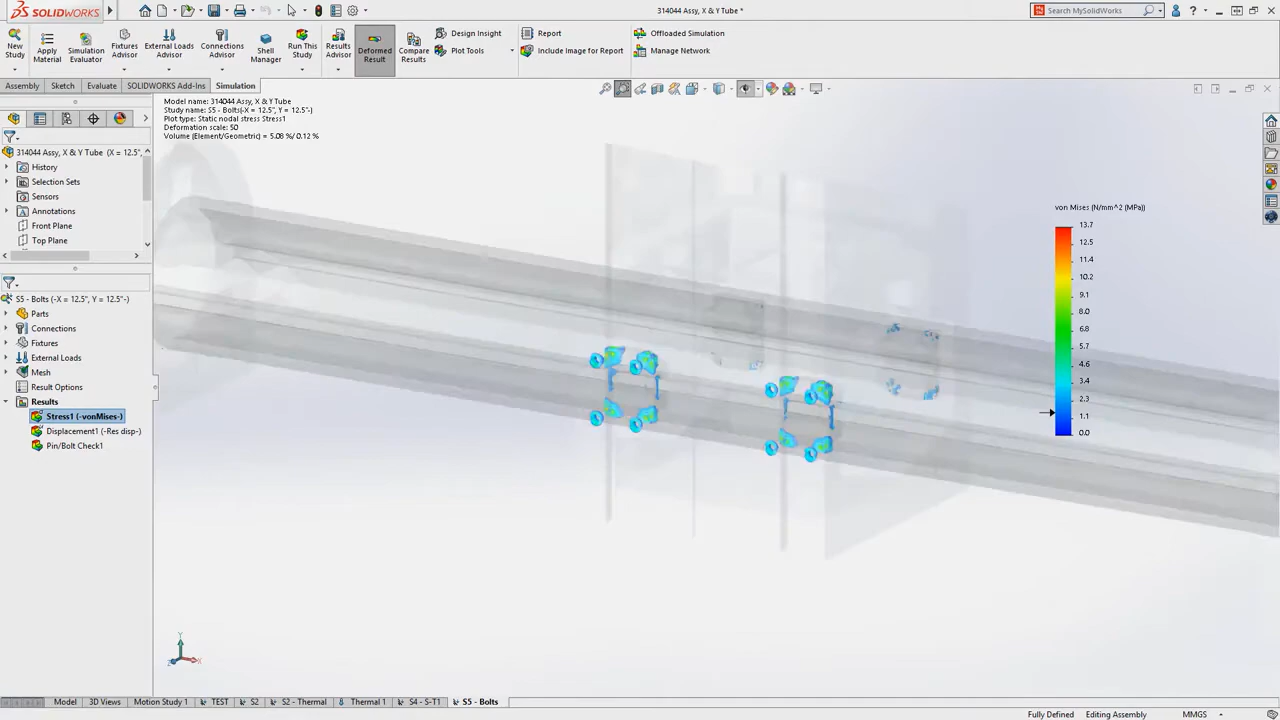 SOLIDWORKS
314044 Assy, X & Y Tube *
Search MySolidWorks
New Study
Apply Material
Simulation Evaluator
Fixtures Advisor
External Loads Advisor
Connections Advisor
Shell Manager
Run This Study
Results Advisor
Deformed Result
Compare Results
Design Insight
Plot Tools
Report
Include Image for Report
Offloaded Simulation
Manage Network
Assembly
Sketch
Evaluate
SOLIDWORKS Add-Ins
Simulation
Model name: 314044 Assy, X & Y Tube
Study name: S5 - Bolts(-X = 12.5", Y = 12.5"-)
Plot type: Static nodal stress Stress1
Deformation scale: 50
Volume (Element/Geometric) = 5.08 %/ 0.12 %
314044 Assy, X & Y Tube (X = 12.5",
History
Selection Sets
Sensors
Annotations
Front Plane
Top Plane
S5 - Bolts (-X = 12.5", Y = 12.5"-)
Parts
Connections
Fixtures
External Loads
Mesh
Result Options
Results
Stress1 (-vonMises-)
Displacement1 (-Res disp-)
Pin/Bolt Check1
von Mises (N/mm^2 (MPa))
13.7
12.5
11.4
10.2
9.1
8.0
6.8
5.7
4.6
3.4
2.3
1.1
0.0
Y
X
Z
Model
3D Views
Motion Study 1
TEST
S2
S2 - Thermal
Thermal 1
S4 - S-T1
S5 - Bolts
Fully Defined
Editing Assembly
MMGS